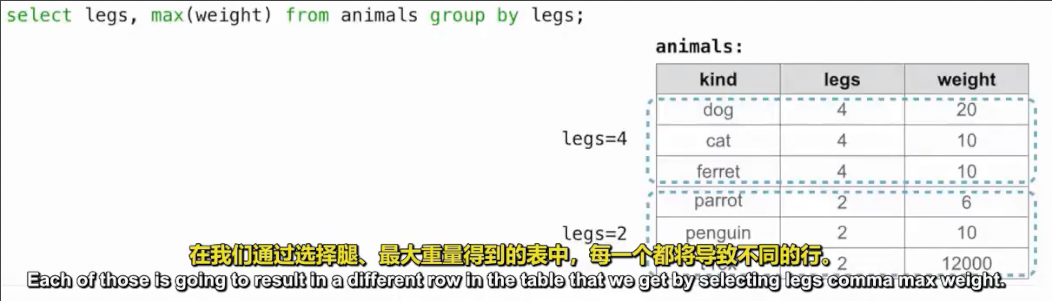 select legs, max(weight) from animals group by legs;
animals:
kind legs weight
dog 4 20
legs=4
cat 4 10
ferret 4 10
parrot 2 6
legs=2
penguin 2 10
2 12000
在我们通过选择腿、最大重量得到的表中，每一个都将导致不同的行。
Each of those is going to result in a different row in the table that we get by selecting legs comma max weight.